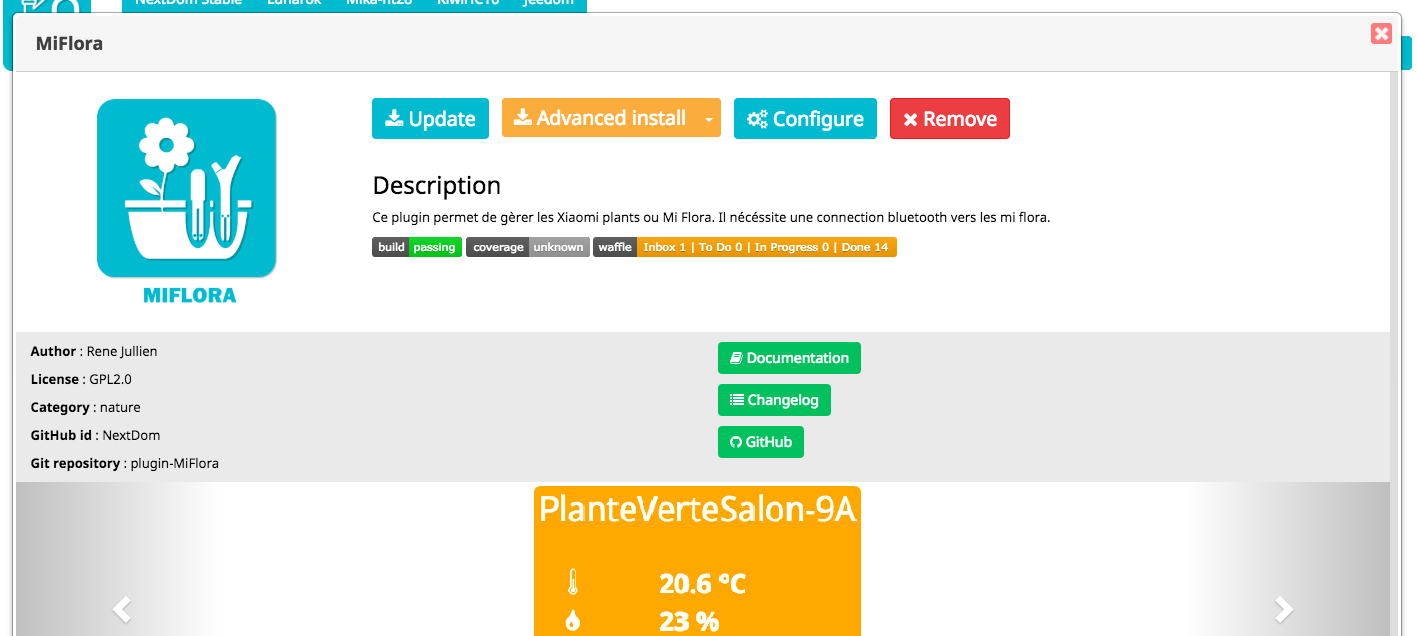 NextDom Stable Lunarok Mika-nt28 KiwiHC16 Jeedom
MiFlora
Update Advanced install Configure Remove
Description
Ce plugin permet de gèrer les Xiaomi plants ou Mi Flora. Il nécéssite une connection bluetooth vers les mi flora.
build passing coverage unknown waffle Inbox 1 | To Do 0 | In Progress 0 | Done 14
MIFLORA
Author : Rene Jullien
License : GPL2.0
Category : nature
GitHub id : NextDom
Git repository : plugin-MiFlora
Documentation
Changelog
GitHub
PlanteVerteSalon-9A
20.6 °C
23 %